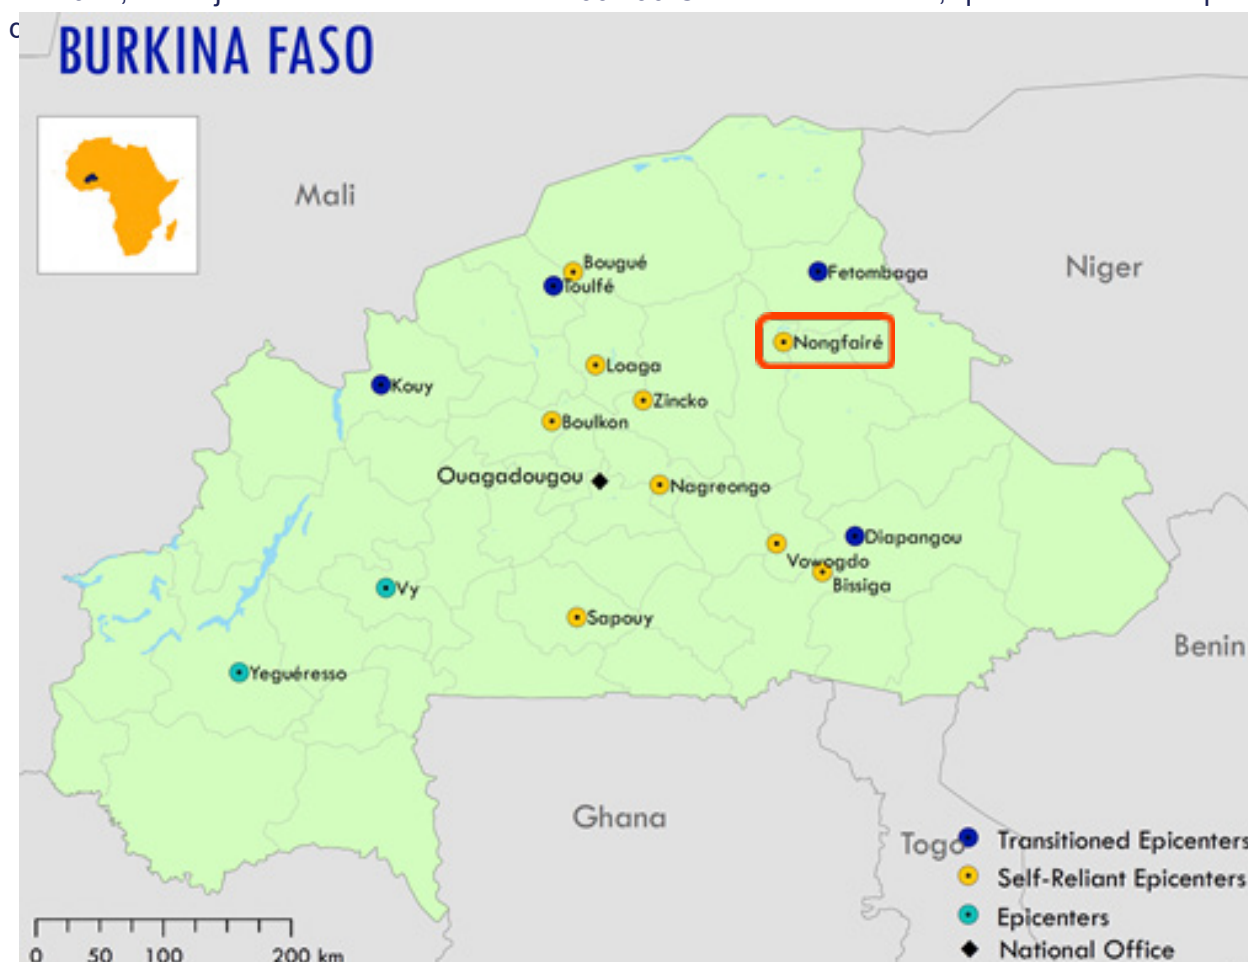 BURKINA FASO
Mali
Niger
Bougué
Toulfé
Fetombaga
Nongfairé
Loaga
Kouy
Zincko
Boulkon
Ouagadougou
Nagreongo
Diapangou
Vowogdo
Bissiga
Vy
Sapouy
Yeguéresso
Benin
Ghana
Togo
Transitioned Epicenters
Self-Reliant Epicenters
Epicenters
National Office
0 50 100 200 km